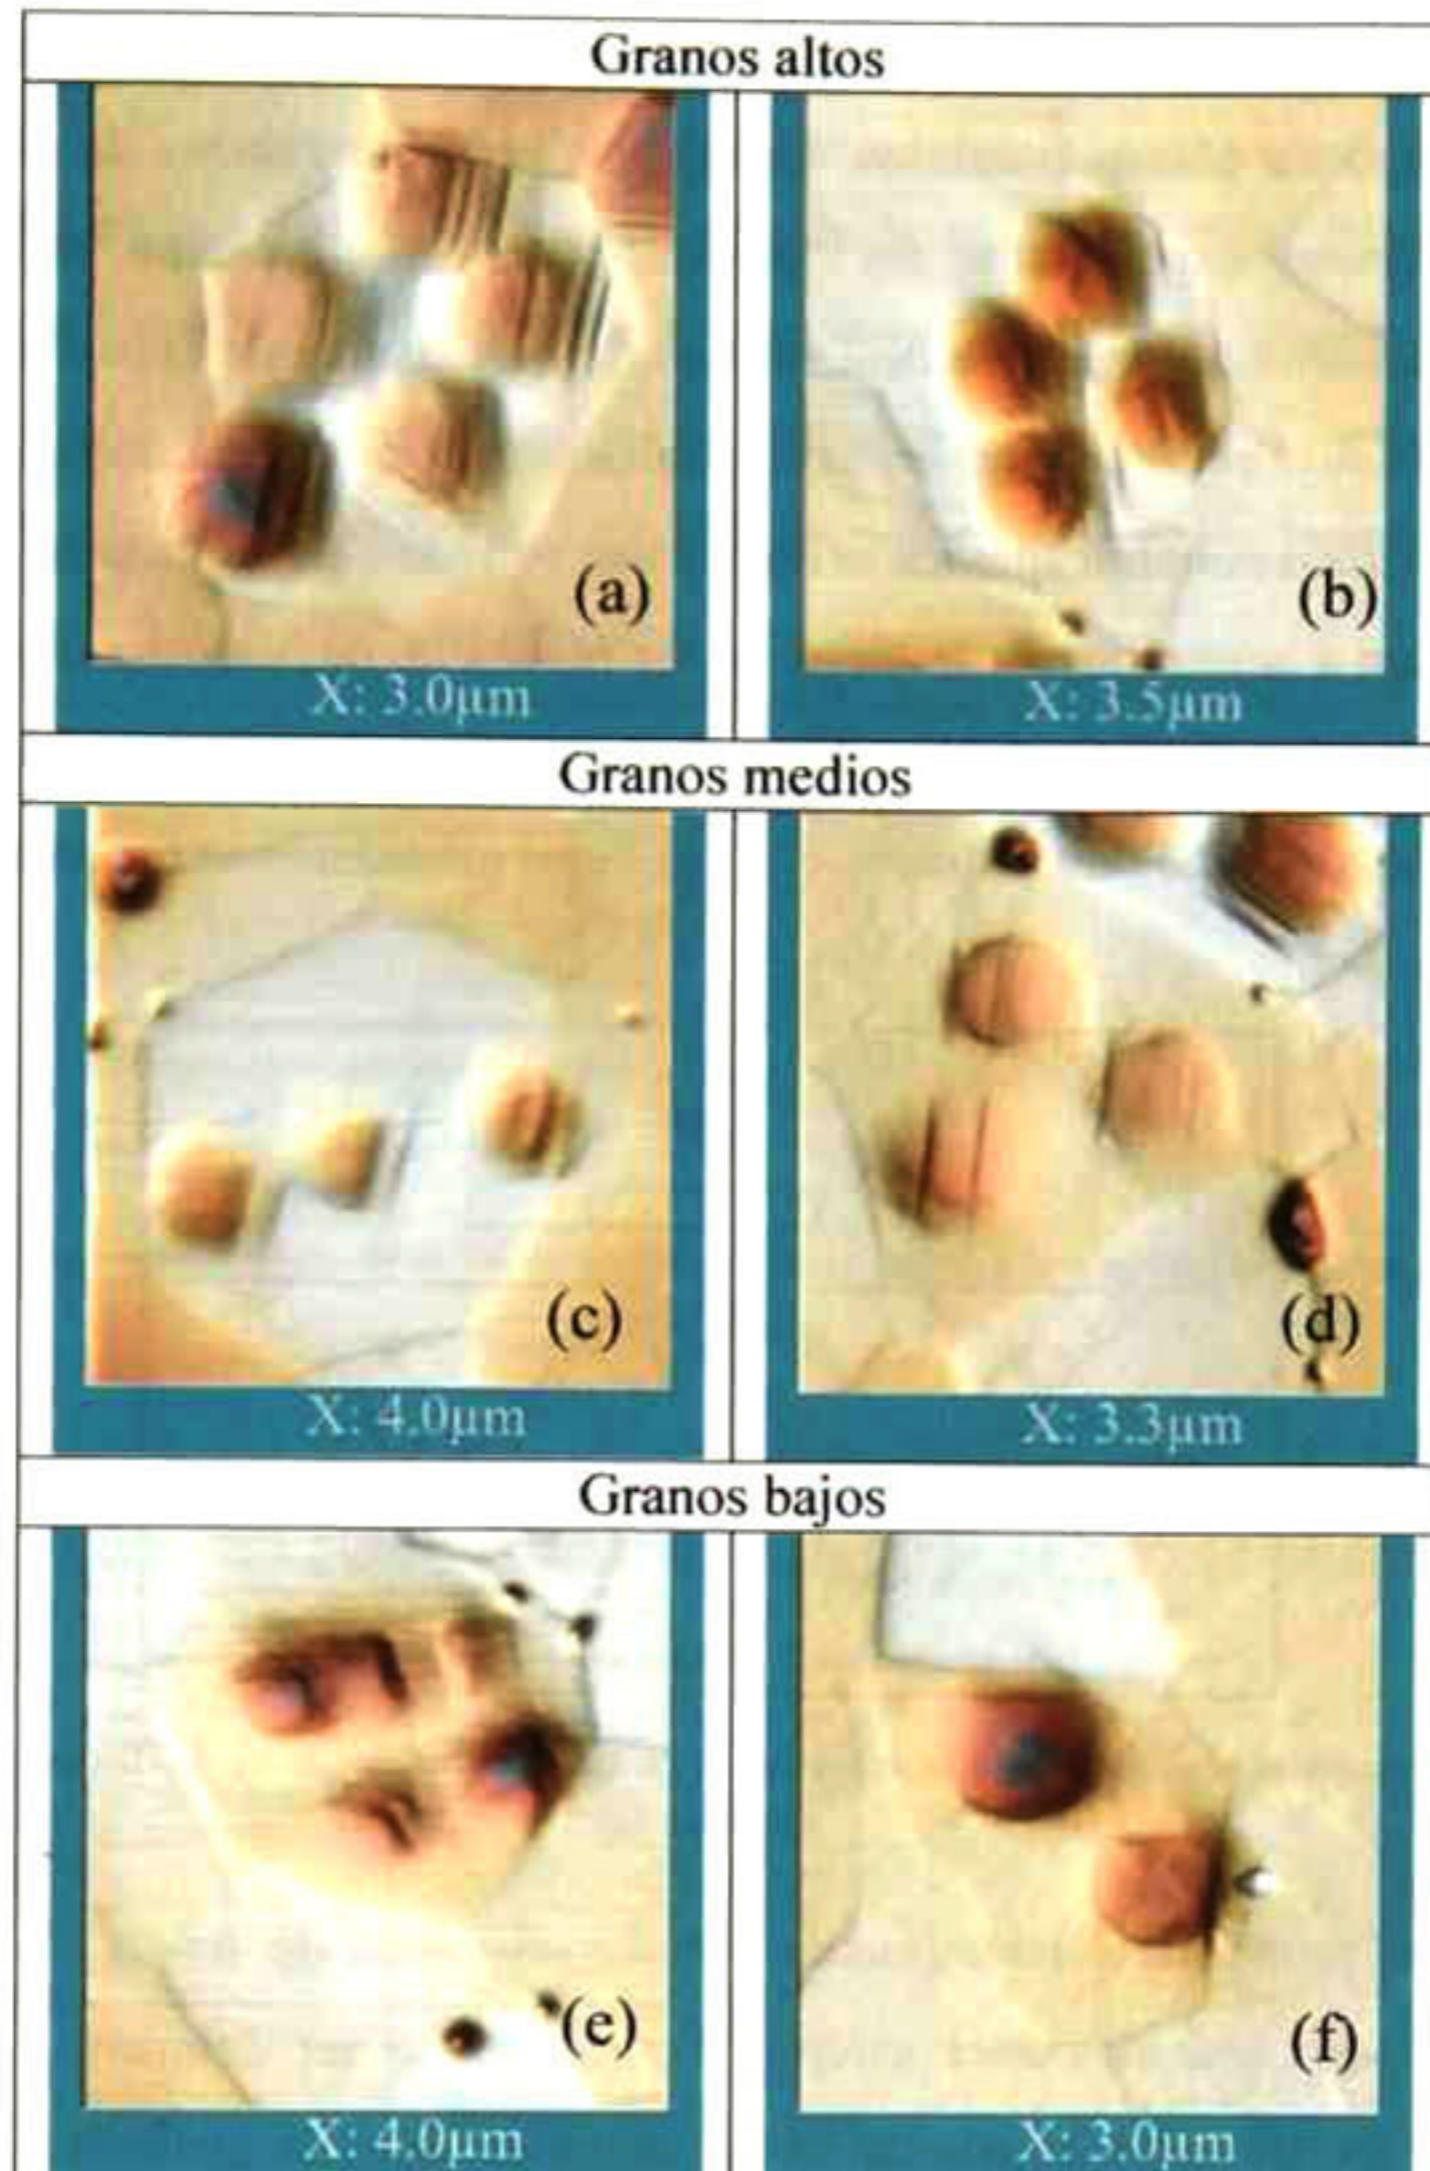 Granos altos
(a) (b)
X: 3.0µm X: 3.5µm
Granos medios
(c) (d)
X: 4.0µm X: 3.3µm
Granos bajos
(e) (f)
X: 4.0µm X: 3.0µm